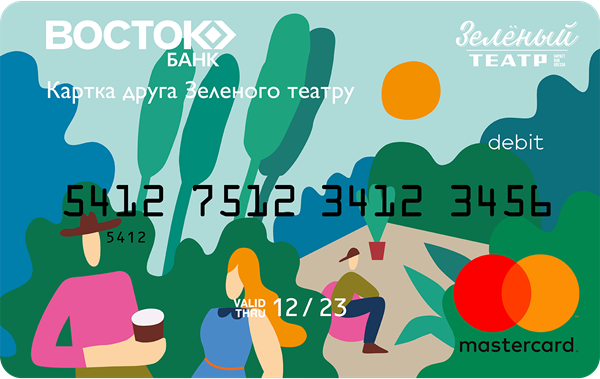 ВОСТОК
БАНК
Зелёный
ТЕАТР
Картка друга Зеленого театру
debit
5412 7512 3412 3456
5412
VALID
THRU 12/23
mastercard.